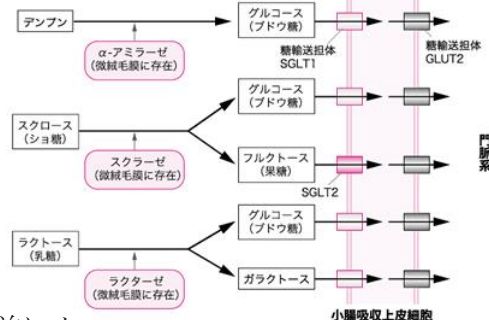 デンプン
α-アミラーゼ
(微絨毛膜に存在)
グルコース
(ブドウ糖)
糖輸送担体
SGLT1
糖輸送担体
GLUT2
スクロース
(ショ糖)
スクラーゼ
(微絨毛膜に存在)
グルコース
(ブドウ糖)
フルクトース
(果糖)
SGLT2
門脈系
ラクトース
(乳糖)
ラクターゼ
(微絨毛膜に存在)
グルコース
(ブドウ糖)
ガラクトース
小腸吸収上皮細胞